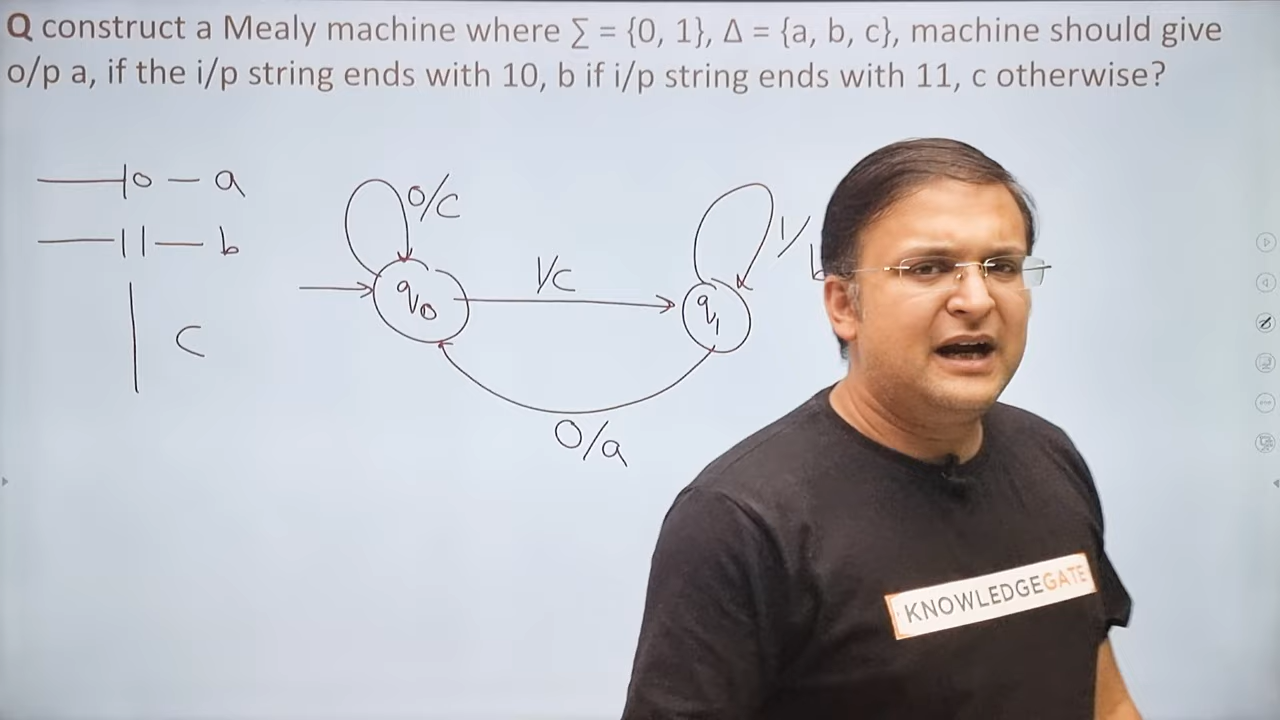 Q construct a Mealy machine where ∑ = {0, 1}, Δ = {a, b, c}, machine should give
o/p a, if the i/p string ends with 10, b if i/p string ends with 11, c otherwise?
10 — a
11 — b
c
0/c
1/c
1/b
q0
q1
0/a
KNOWLEDGEGATE